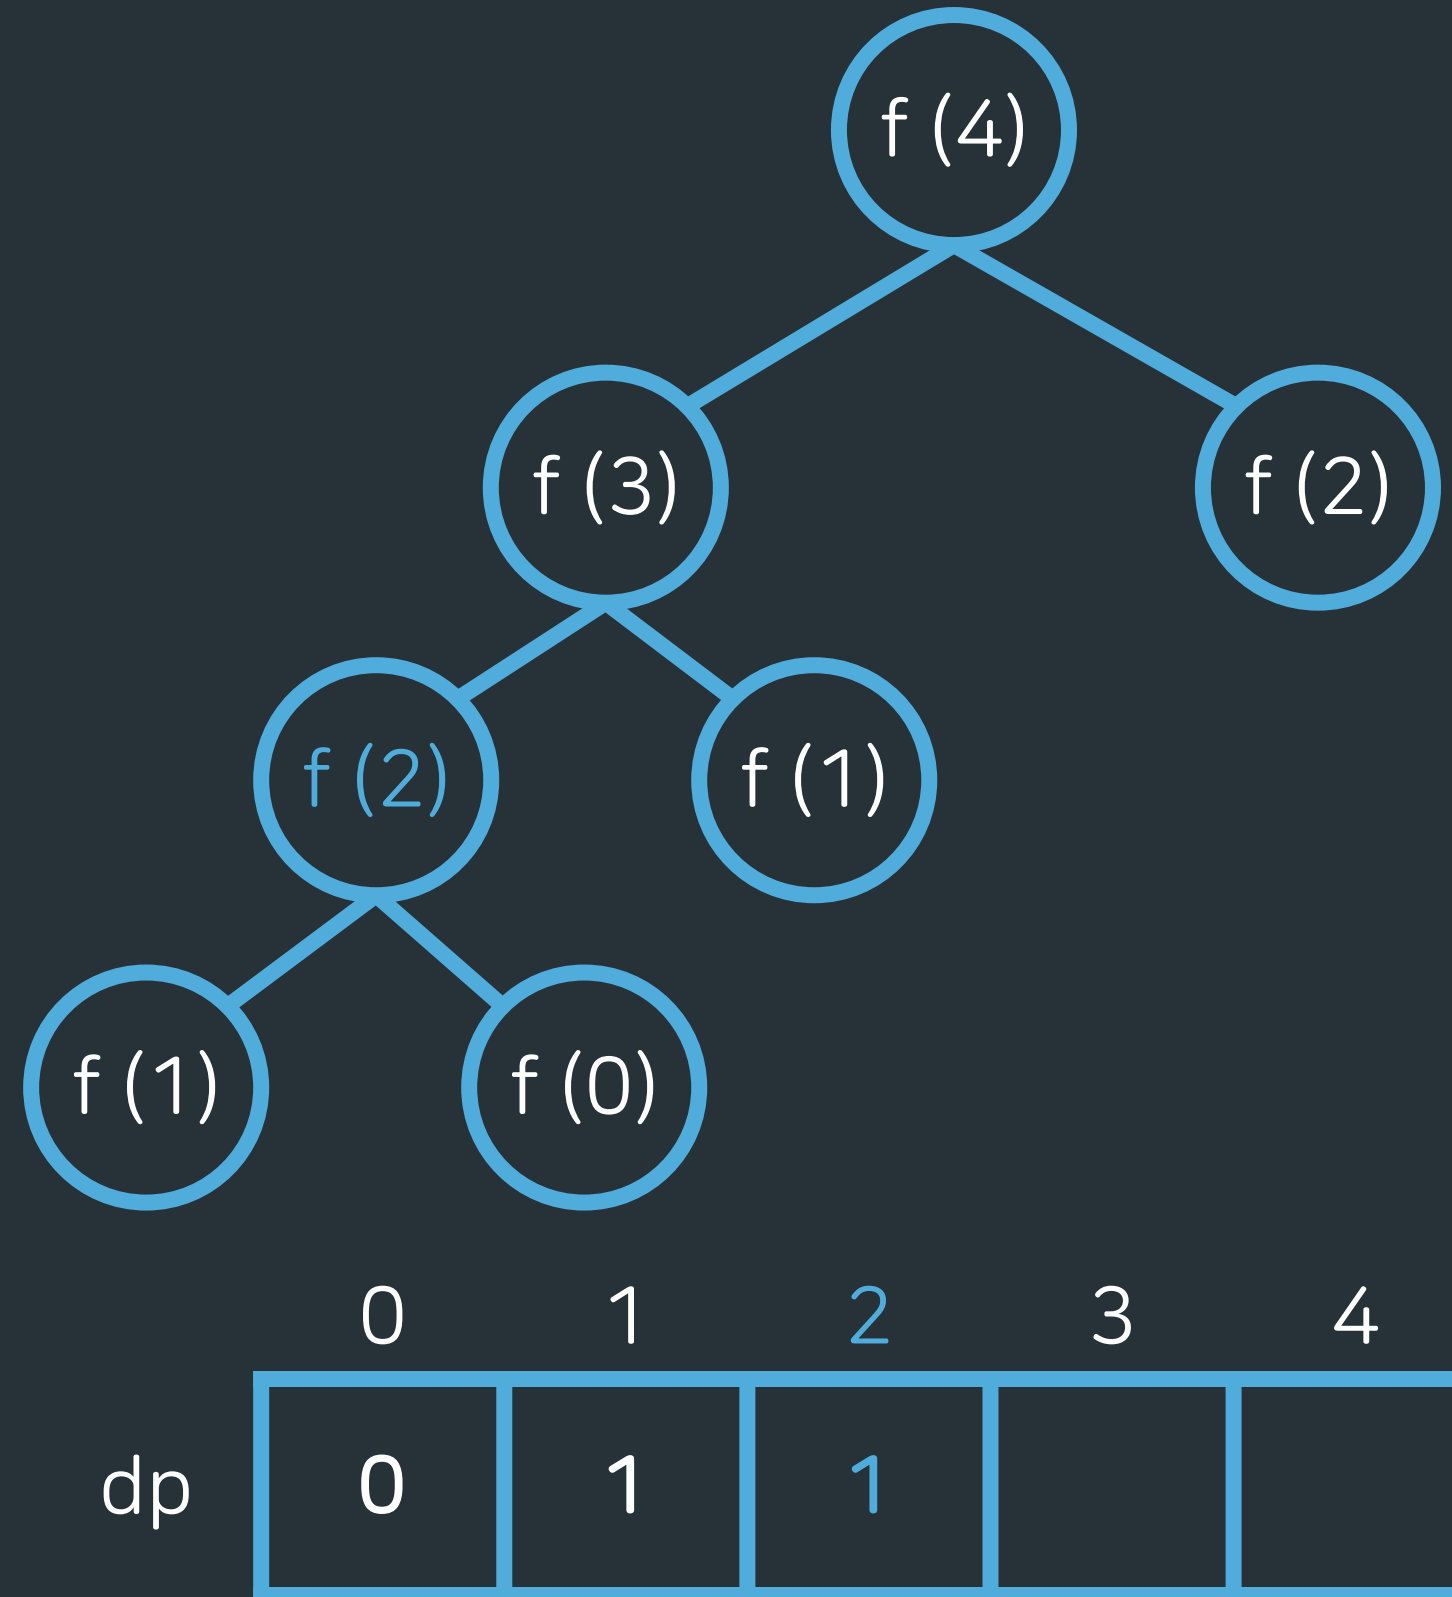 f (4)
f (3) f (2)
f (2) f (1)
f (1) f (0)
0 1 2 3 4
dp 0 1 1